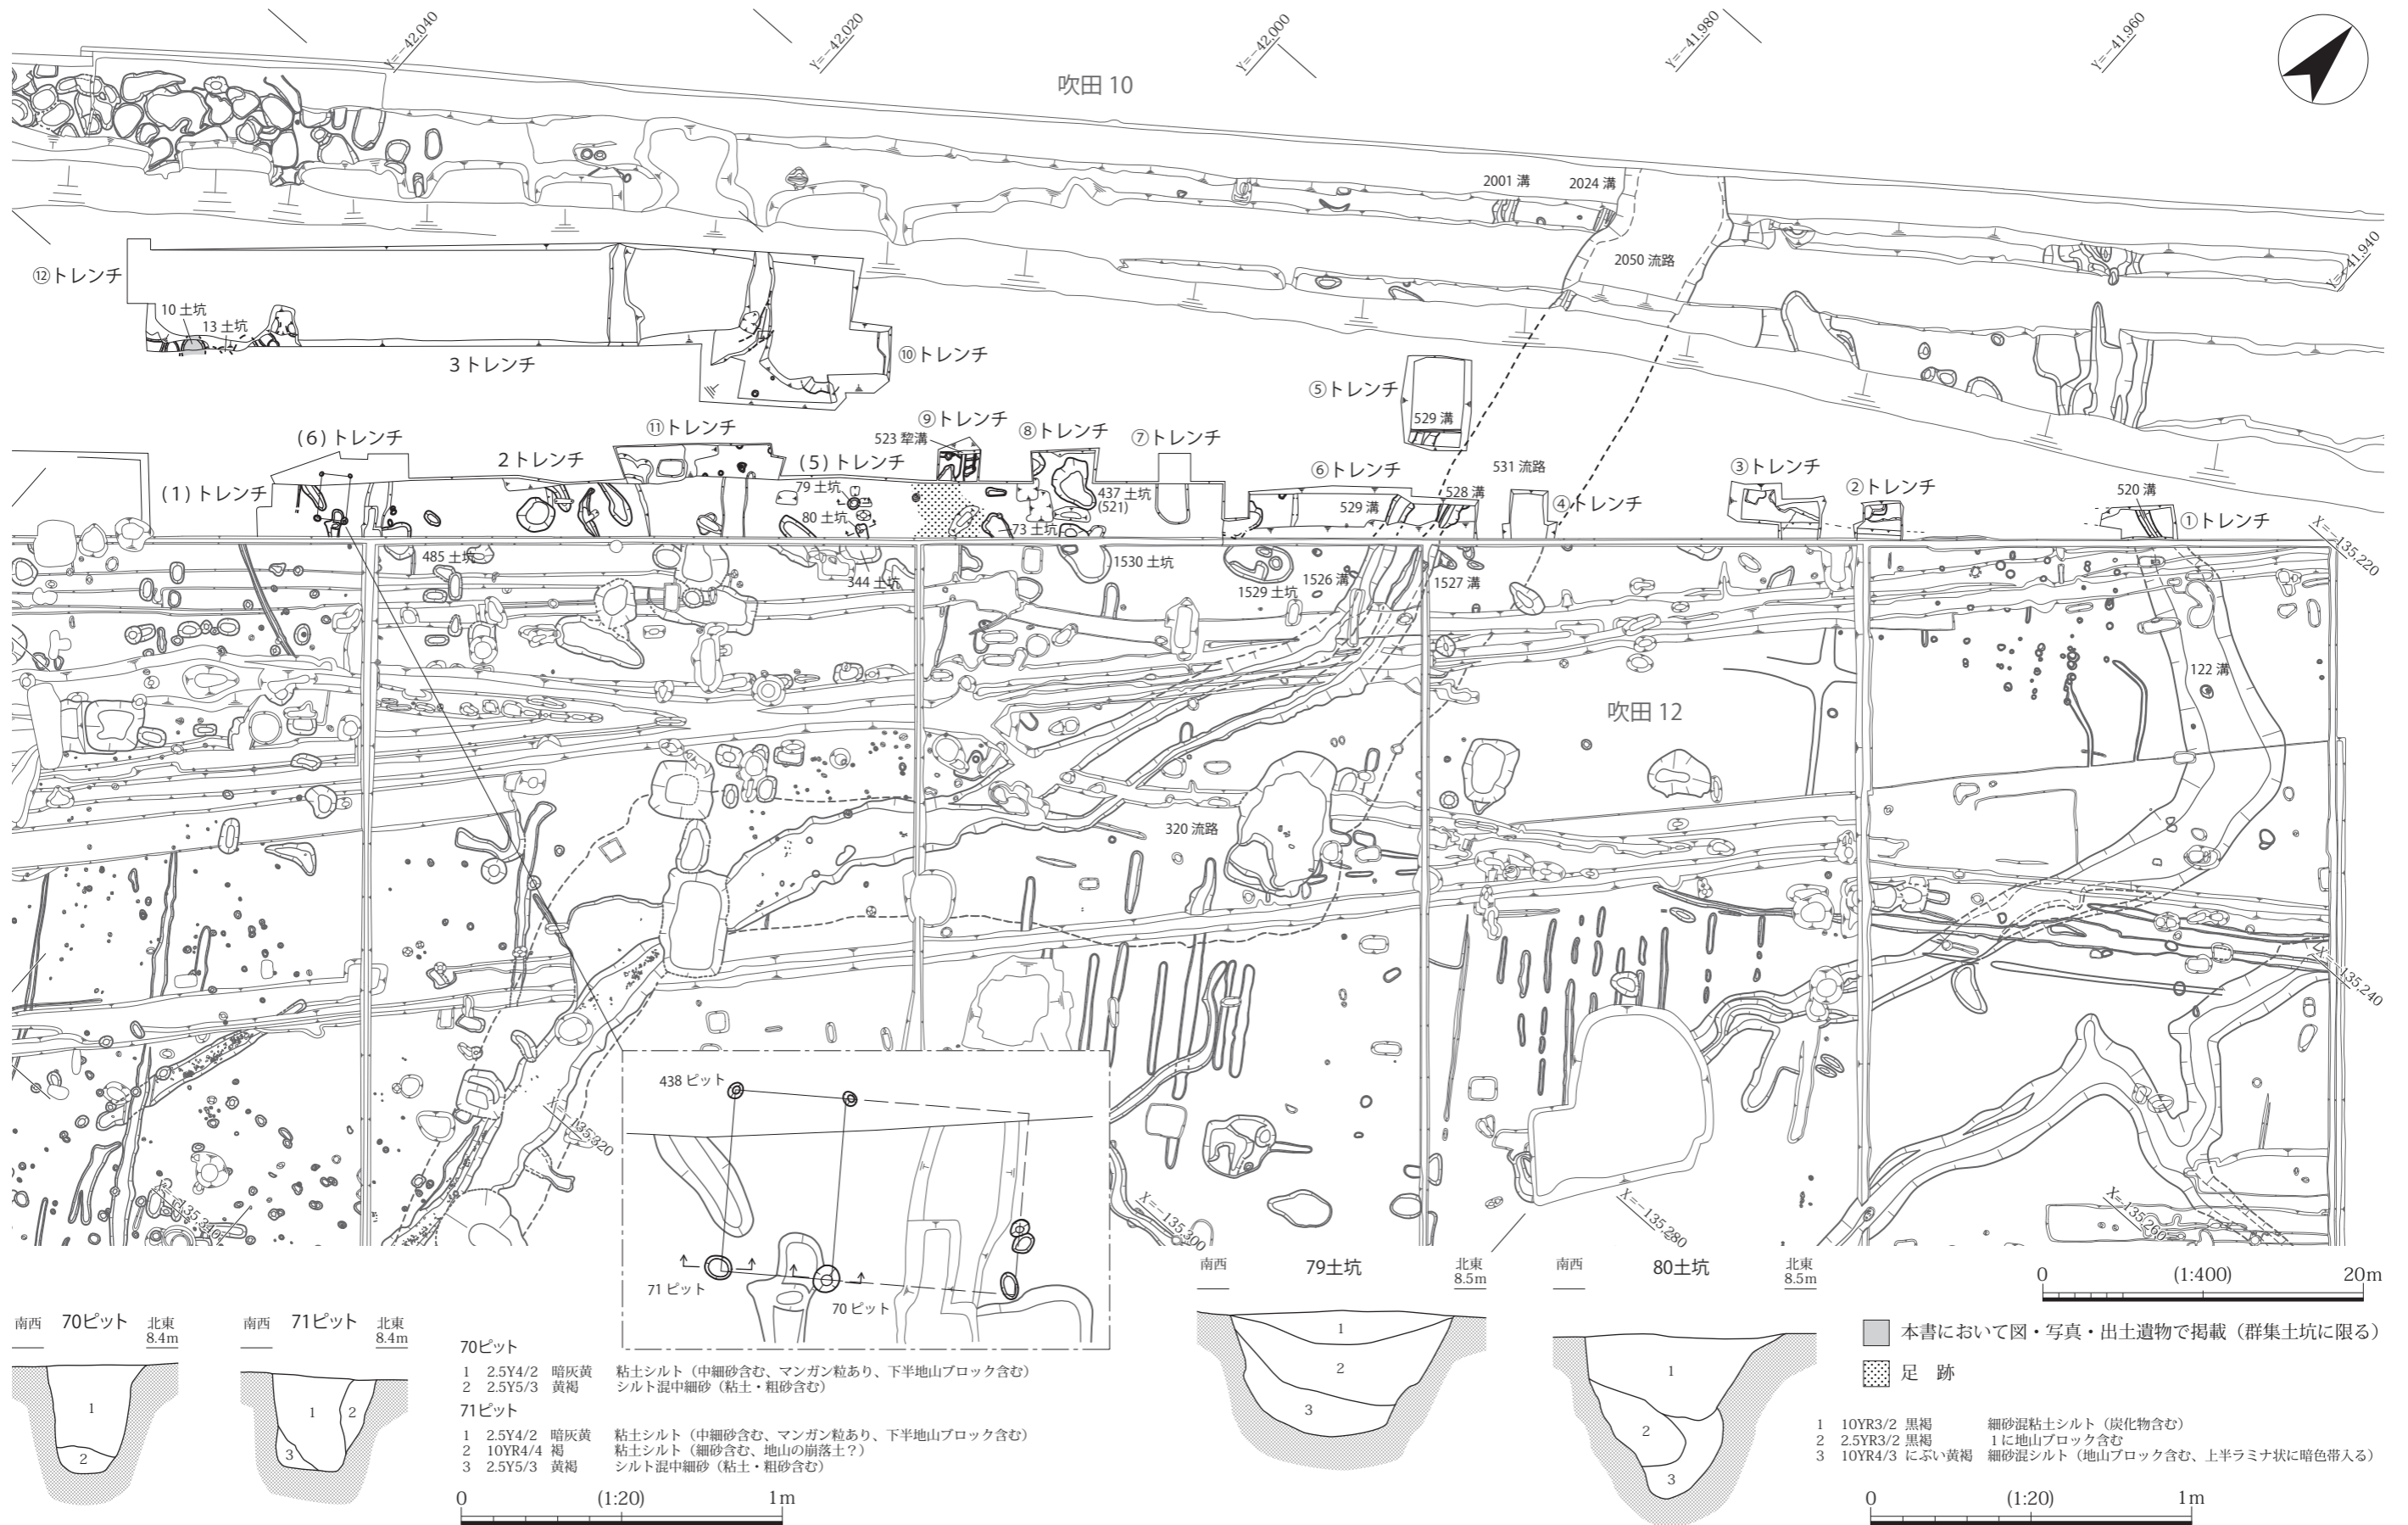 Y=-42,040
Y=-42,020
Y=-42,000
Y=-41,980
Y=-41,960
Y=-41,940
吹田 10
2001 溝
2024 溝
2050 流路
⑫トレンチ
10 土坑
13 土坑
3 トレンチ
⑩トレンチ
⑤トレンチ
529 溝
(6) トレンチ
⑪トレンチ
⑨トレンチ
523 犂溝
⑧トレンチ
⑦トレンチ
(1) トレンチ
2 トレンチ
(5) トレンチ
79 土坑
80 土坑
437 土坑
(521)
73 土坑
⑥トレンチ
529 溝
528 溝
531 流路
④トレンチ
③トレンチ
②トレンチ
520 溝
①トレンチ
X=-135,220
485 土坑
344 土坑
1530 土坑
1529 土坑
1526 溝
1527 溝
122 溝
吹田 12
320 流路
X=-135,240
X=-135,260
X=-135,280
X=-135,300
438 ピット
71 ピット
70 ピット
南西 70ピット 北東
8.4m
1
2
南西 71ピット 北東
8.4m
1
2
3
70ピット
1 2.5Y4/2 暗灰黄 粘土シルト（中細砂含む、マンガン粒あり、下半地山ブロック含む）
2 2.5Y5/3 黄褐 シルト混中細砂（粘土・粗砂含む）
71ピット
1 2.5Y4/2 暗灰黄 粘土シルト（中細砂含む、マンガン粒あり、下半地山ブロック含む）
2 10YR4/4 褐 粘土シルト（細砂含む、地山の崩落土？）
3 2.5Y5/3 黄褐 シルト混中細砂（粘土・粗砂含む）
0 (1:20) 1m
南西 79土坑 北東
8.5m
1
2
3
南西 80土坑 北東
8.5m
1
2
3
0 (1:400) 20m
本書において図・写真・出土遺物で掲載（群集土坑に限る）
足 跡
1 10YR3/2 黒褐 細砂混粘土シルト（炭化物含む）
2 2.5YR3/2 黒褐 1に地山ブロック含む
3 10YR4/3 にぶい黄褐 細砂混シルト（地山ブロック含む、上半ラミナ状に暗色帯入る）
0 (1:20) 1m